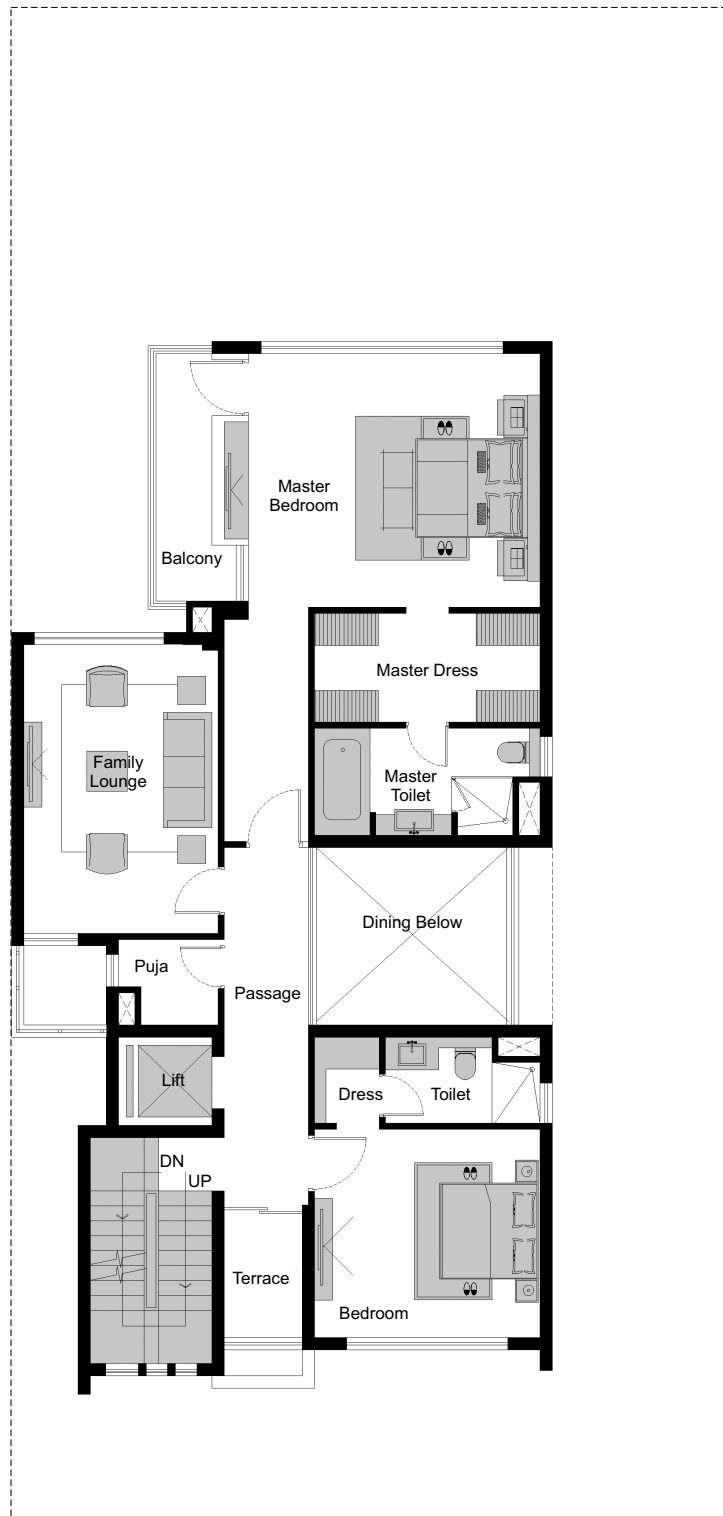 Master
Bedroom
Balcony
Master Dress
Family
Lounge
Master
Toilet
Dining Below
Puja
Passage
Lift
Dress
Toilet
DN
UP
Terrace
Bedroom